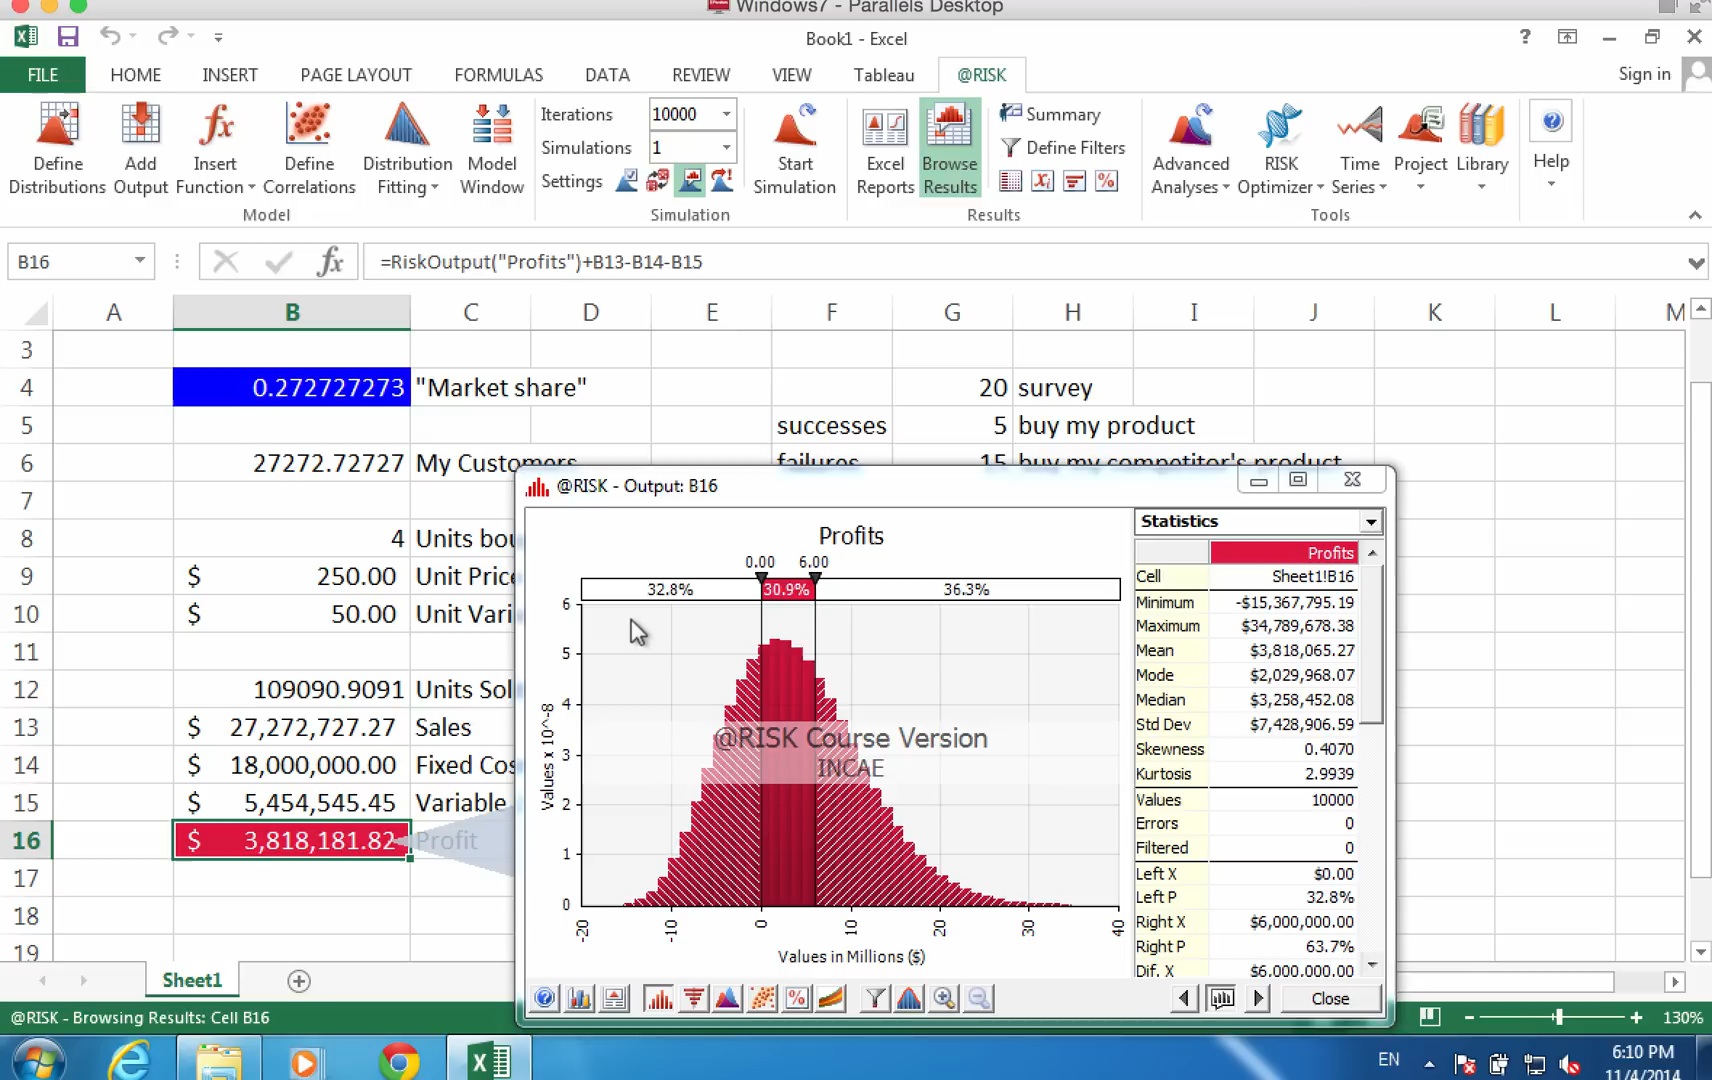 Windows7 - Parallels Desktop
Book1 - Excel
FILE HOME INSERT PAGE LAYOUT FORMULAS DATA REVIEW VIEW Tableau @RISK Sign in
Define Distributions
Add Output
Insert Function
Define Correlations
Distribution Fitting
Model Window
Model
Iterations 10000
Simulations 1
Settings
Start Simulation
Simulation
Excel Reports
Browse Results
Summary
Define Filters
Results
Advanced Analyses
RISK Optimizer
Time Series
Project
Library
Tools
Help
B16 fx =RiskOutput("Profits")+B13-B14-B15
A B C D E F G H I J K L M
3
4 0.272727273 "Market share" 20 survey
5 successes 5 buy my product
6 27272.72727 My Customers failures 15 buy my competitor's product
7
8 4 Units bou
9 $ 250.00 Unit Price
10 $ 50.00 Unit Vari
11
12 109090.9091 Units Sol
13 $ 27,272,727.27 Sales
14 $ 18,000,000.00 Fixed Cos
15 $ 5,454,545.45 Variable
16 $ 3,818,181.82 Profit
17
18
19
@RISK - Output: B16
Profits
0.00 6.00
32.8% 30.9% 36.3%
6
5
4
3
2
1
0
Values x 10^-8
@RISK Course Version
INCAE
-20 -10 0 10 20 30 40
Values in Millions ($)
Statistics
Profits
Cell Sheet1!B16
Minimum -$15,367,795.19
Maximum $34,789,678.38
Mean $3,818,065.27
Mode $2,029,968.07
Median $3,258,452.08
Std Dev $7,428,906.59
Skewness 0.4070
Kurtosis 2.9939
Values 10000
Errors 0
Filtered 0
Left X $0.00
Left P 32.8%
Right X $6,000,000.00
Right P 63.7%
Dif. X $6,000,000.00
Close
Sheet1
@RISK - Browsing Results: Cell B16
130%
EN
6:10 PM
11/4/2014